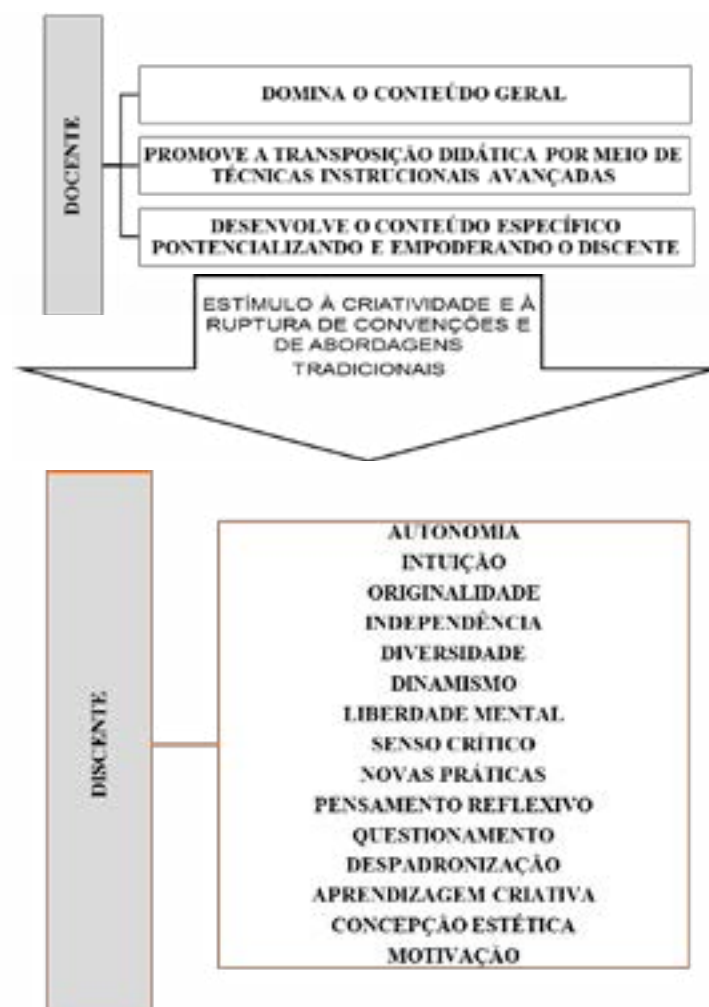 DOCENTE
DOMINA O CONTEÚDO GERAL
PROMOVE A TRANSPOSIÇÃO DIDÁTICA POR MEIO DE
TÉCNICAS INSTRUCIONAIS AVANÇADAS
DESENVOLVE O CONTEÚDO ESPECÍFICO
PONTENCIALIZANDO E EMPODERANDO O DISCENTE
ESTÍMULO À CRIATIVIDADE E À
RUPTURA DE CONVENÇÕES E
DE ABORDAGENS
TRADICIONAIS
DISCENTE
AUTONOMIA
INTUIÇÃO
ORIGINALIDADE
INDEPENDÊNCIA
DIVERSIDADE
DINAMISMO
LIBERDADE MENTAL
SENSO CRÍTICO
NOVAS PRÁTICAS
PENSAMENTO REFLEXIVO
QUESTIONAMENTO
DESPADRONIZAÇÃO
APRENDIZAGEM CRIATIVA
CONCEPÇÃO ESTÉTICA
MOTIVAÇÃO